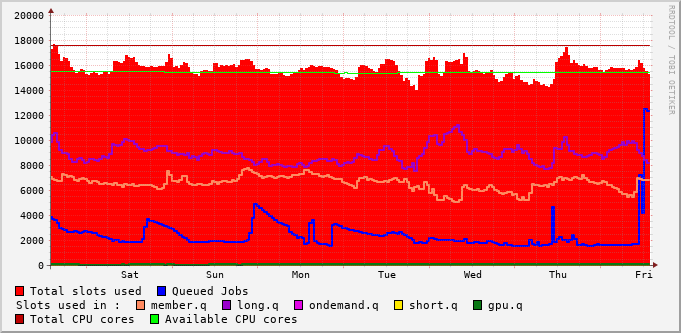 20000
18000
16000
14000
12000
10000
8000
6000
4000
2000
0
Sat Sun Mon Tue Wed Thu Fri
RRDTOOL / TOBI OETIKER
Total slots used Queued Jobs
Slots used in : member.q long.q ondemand.q short.q gpu.q
Total CPU cores Available CPU cores